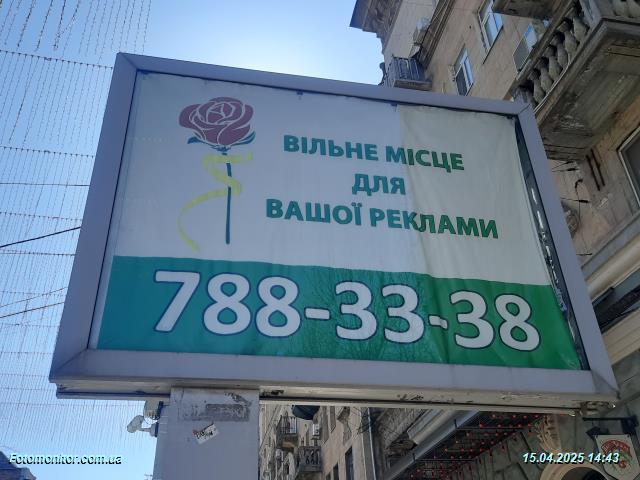 ВІЛЬНЕ МІСЦЕ
ДЛЯ
ВАШОЇ РЕКЛАМИ
788-33-38
Fotomonitor.com.ua
15.04.2025 14:43